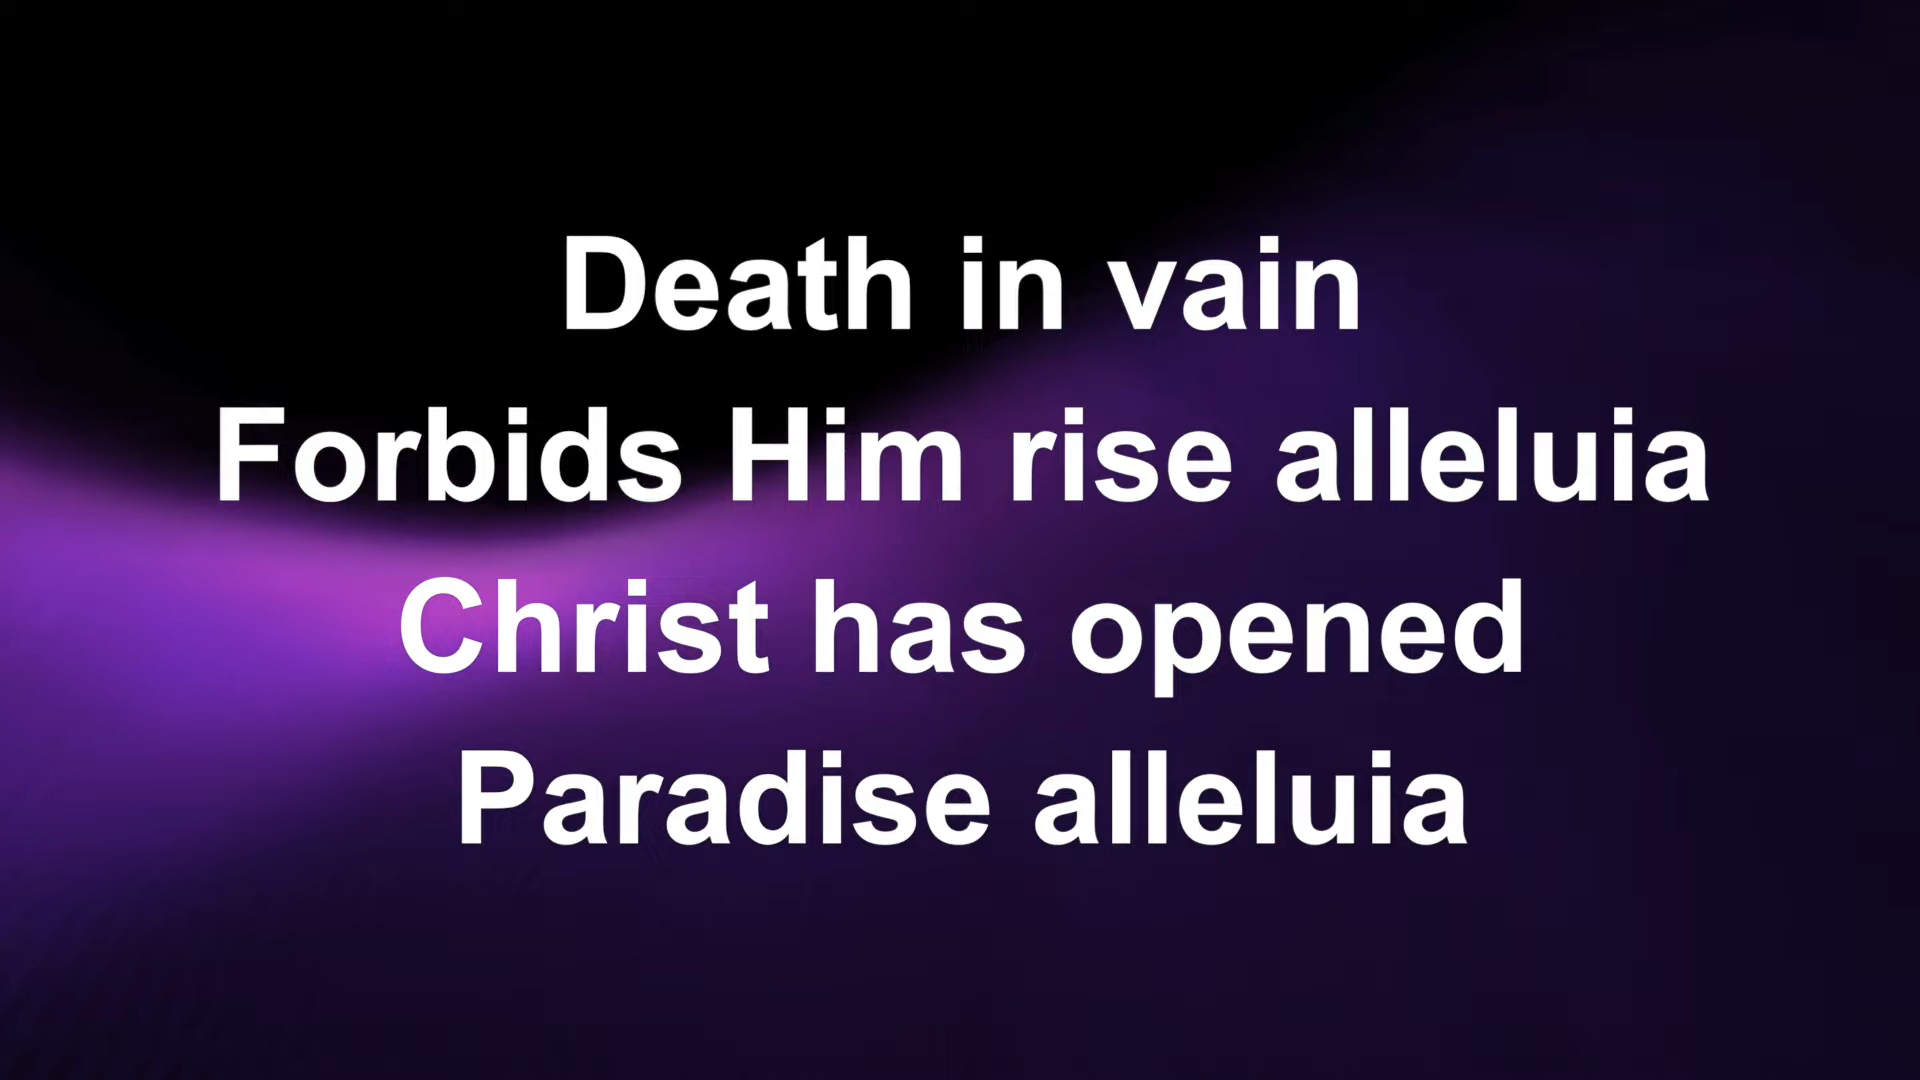 Death in vain
Forbids Him rise alleluia
Christ has opened
Paradise alleluia